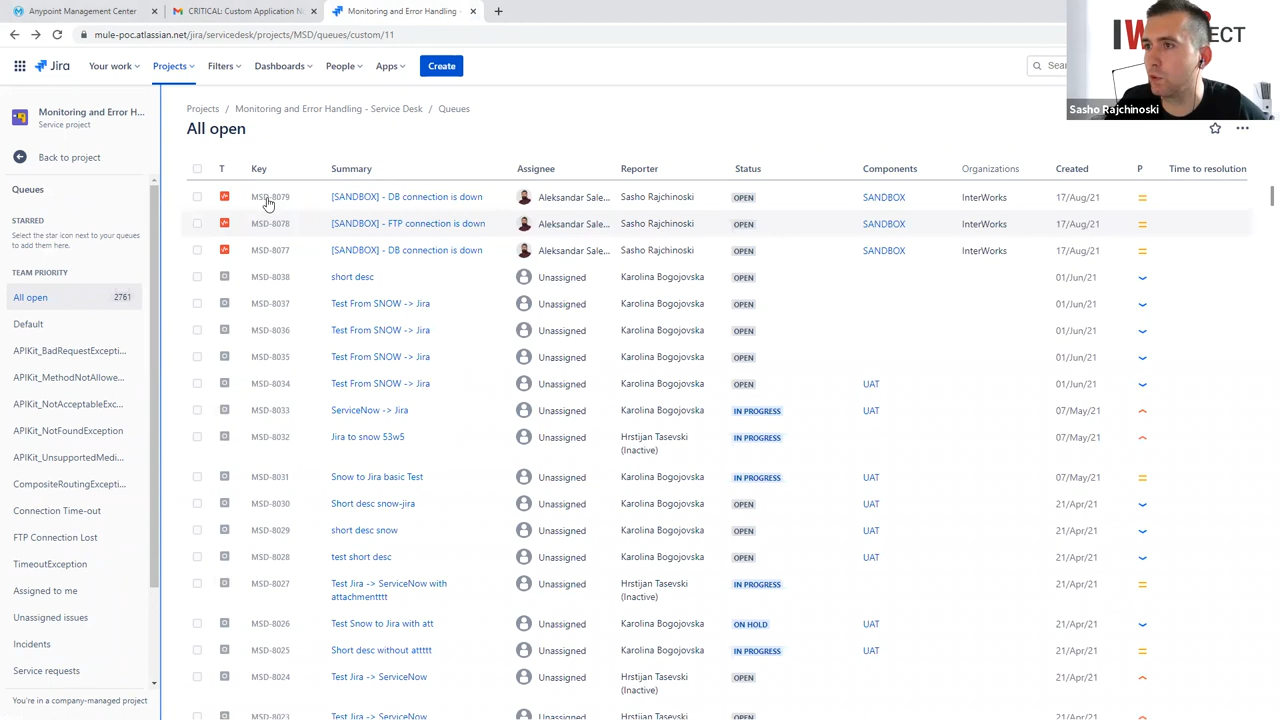 Anypoint Management Center
CRITICAL: Custom Application N
Monitoring and Error Handling -
mule-poc.atlassian.net/jira/servicedesk/projects/MSD/queues/custom/11
Jira Your work Projects Filters Dashboards People Apps Create Sear
Sasho Rajchinoski
Monitoring and Error H...
Service project
Back to project
Queues
STARRED
Select the star icon next to your queues
to add them here.
TEAM PRIORITY
All open 2761
Default
APIKit_BadRequestExcepti...
APIKit_MethodNotAllowe...
APIKit_NotAcceptableExc...
APIKit_NotFoundException
APIKit_UnsupportedMedi...
CompositeRoutingExcepti...
Connection Time-out
FTP Connection Lost
TimeoutException
Assigned to me
Unassigned issues
Incidents
Service requests
You're in a company-managed project
Projects / Monitoring and Error Handling - Service Desk / Queues
All open
T Key Summary Assignee Reporter Status Components Organizations Created P Time to resolution
MSD-8079 [SANDBOX] - DB connection is down Aleksandar Sale... Sasho Rajchinoski OPEN SANDBOX InterWorks 17/Aug/21
MSD-8078 [SANDBOX] - FTP connection is down Aleksandar Sale... Sasho Rajchinoski OPEN SANDBOX InterWorks 17/Aug/21
MSD-8077 [SANDBOX] - DB connection is down Aleksandar Sale... Sasho Rajchinoski OPEN SANDBOX InterWorks 17/Aug/21
MSD-8038 short desc Unassigned Karolina Bogojovska OPEN 01/Jun/21
MSD-8037 Test From SNOW -> Jira Unassigned Karolina Bogojovska OPEN 01/Jun/21
MSD-8036 Test From SNOW -> Jira Unassigned Karolina Bogojovska OPEN 01/Jun/21
MSD-8035 Test From SNOW -> Jira Unassigned Karolina Bogojovska OPEN 01/Jun/21
MSD-8034 Test From SNOW -> Jira Unassigned Karolina Bogojovska OPEN UAT 01/Jun/21
MSD-8033 ServiceNow -> Jira Unassigned Karolina Bogojovska IN PROGRESS UAT 07/May/21
MSD-8032 Jira to snow 53w5 Unassigned Hrstijan Tasevski IN PROGRESS 07/May/21
(Inactive)
MSD-8031 Snow to Jira basic Test Unassigned Karolina Bogojovska IN PROGRESS UAT 07/May/21
MSD-8030 Short desc snow-jira Unassigned Karolina Bogojovska OPEN UAT 21/Apr/21
MSD-8029 short desc snow Unassigned Karolina Bogojovska OPEN UAT 21/Apr/21
MSD-8028 test short desc Unassigned Karolina Bogojovska OPEN UAT 21/Apr/21
MSD-8027 Test Jira -> ServiceNow with Unassigned Hrstijan Tasevski IN PROGRESS 21/Apr/21
attachmentttt (Inactive)
MSD-8026 Test Snow to Jira with att Unassigned Karolina Bogojovska ON HOLD UAT 21/Apr/21
MSD-8025 Short desc without attttt Unassigned Karolina Bogojovska IN PROGRESS UAT 21/Apr/21
MSD-8024 Test Jira -> ServiceNow Unassigned Hrstijan Tasevski OPEN 21/Apr/21
(Inactive)
MSD-8023 Test Jira -> ServiceNow Unassigned Hrstijan Tasevski OPEN 21/Apr/21